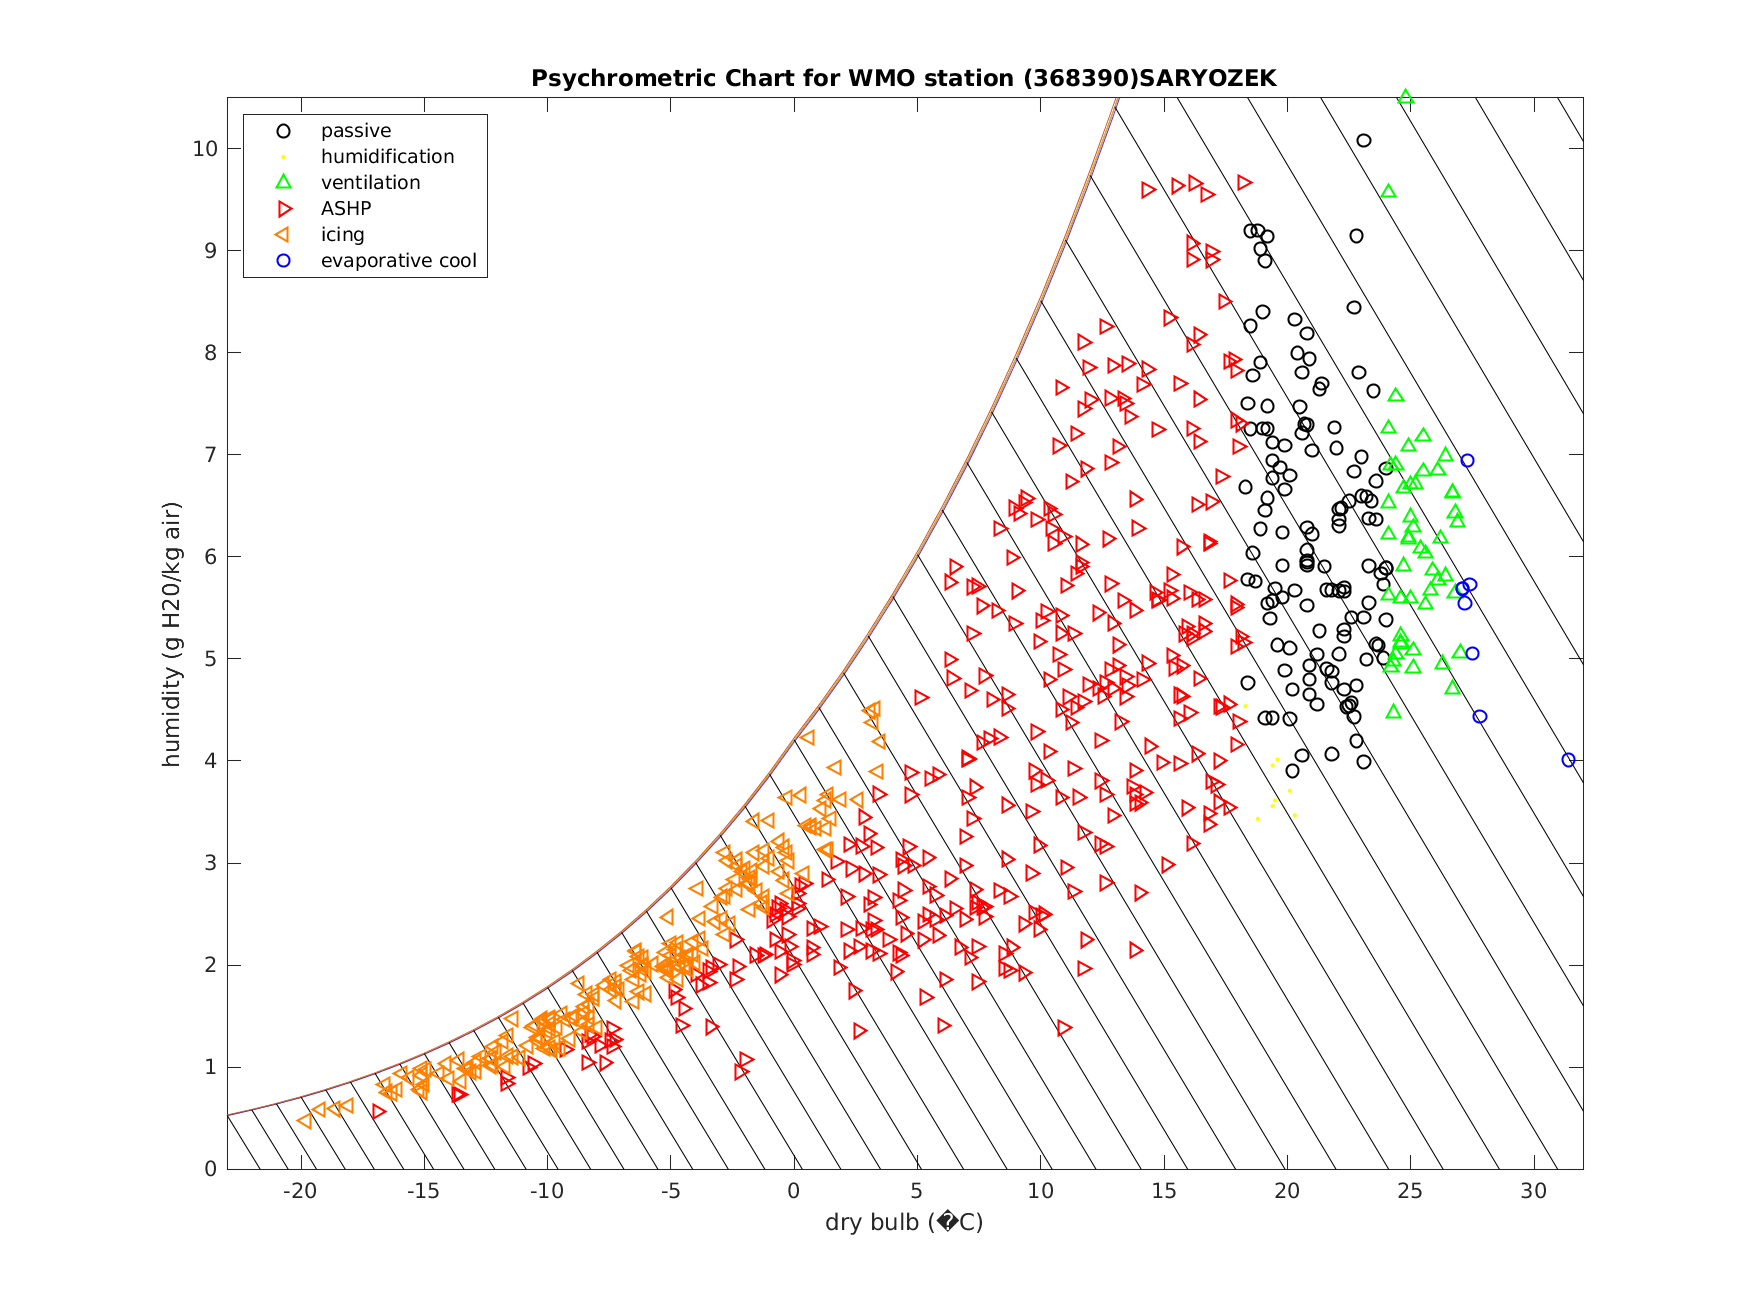 Psychrometric Chart for WMO station (368390)SARYOZEK
passive
humidification
ventilation
ASHP
icing
evaporative cool
humidity (g H20/kg air)
10
9
8
7
6
5
4
3
2
1
0
-20 -15 -10 -5 0 5 10 15 20 25 30
dry bulb (�C)